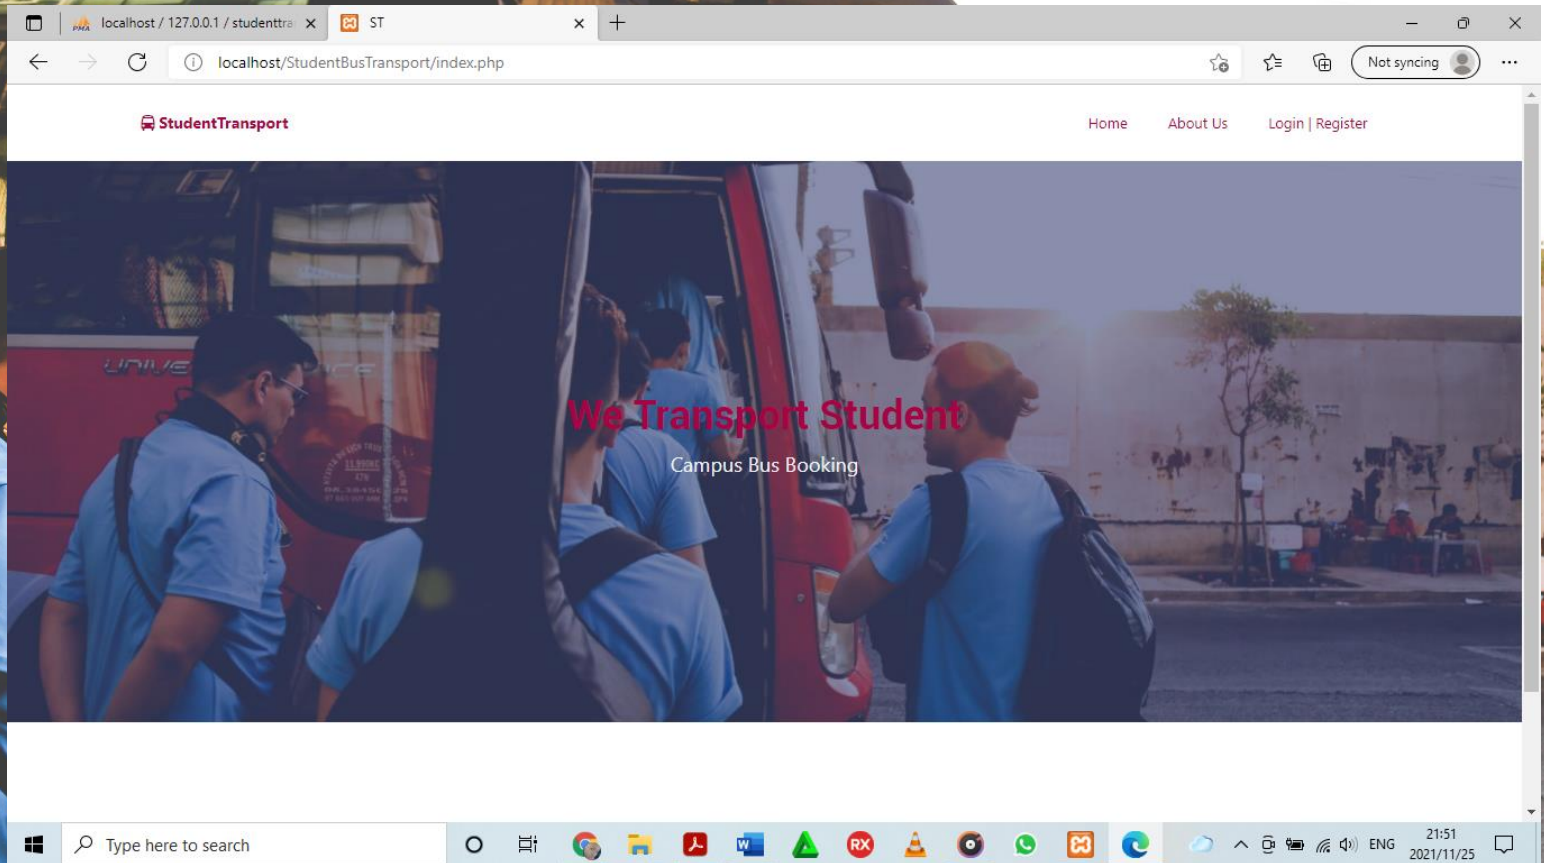 localhost / 127.0.0.1 / studenttra
ST
localhost/StudentBusTransport/index.php
Not syncing
StudentTransport
Home
About Us
Login | Register
We Transport Student
Campus Bus Booking
Type here to search
ENG
21:51
2021/11/25